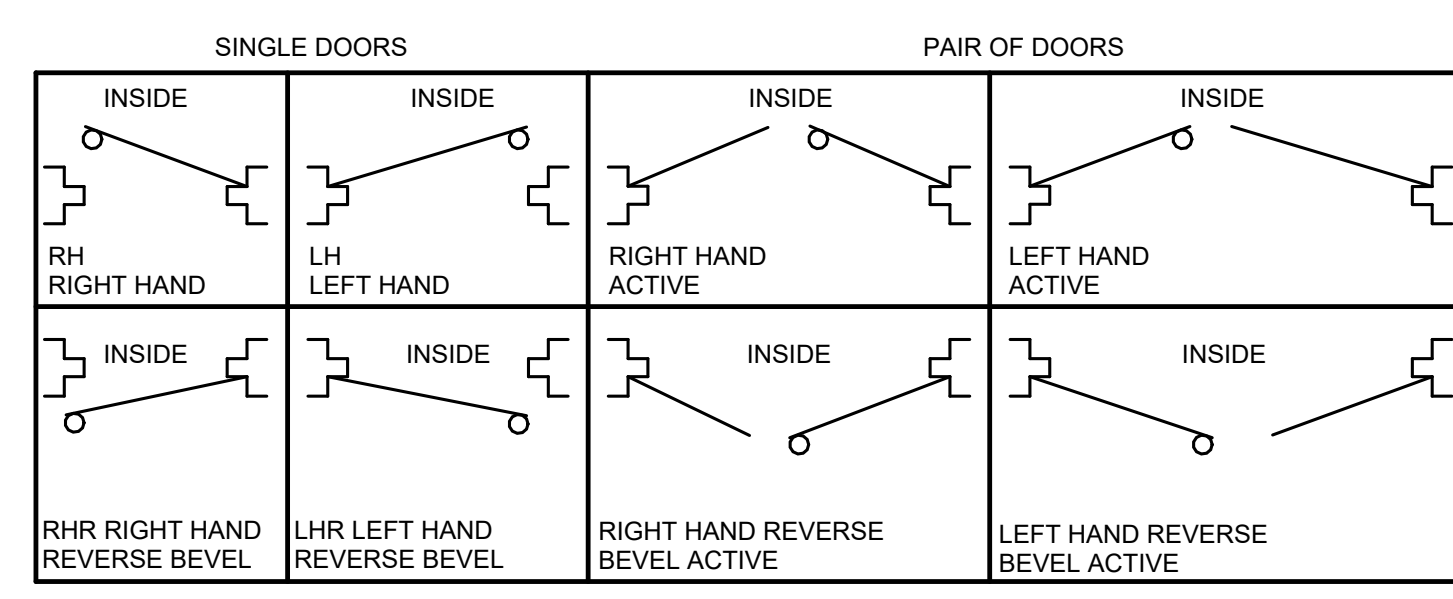 SINGLE DOORS
PAIR OF DOORS
INSIDE
RH
RIGHT HAND
INSIDE
LH
LEFT HAND
INSIDE
RIGHT HAND
ACTIVE
INSIDE
LEFT HAND
ACTIVE
INSIDE
RHR RIGHT HAND
REVERSE BEVEL
INSIDE
LHR LEFT HAND
REVERSE BEVEL
INSIDE
RIGHT HAND REVERSE
BEVEL ACTIVE
INSIDE
LEFT HAND REVERSE
BEVEL ACTIVE